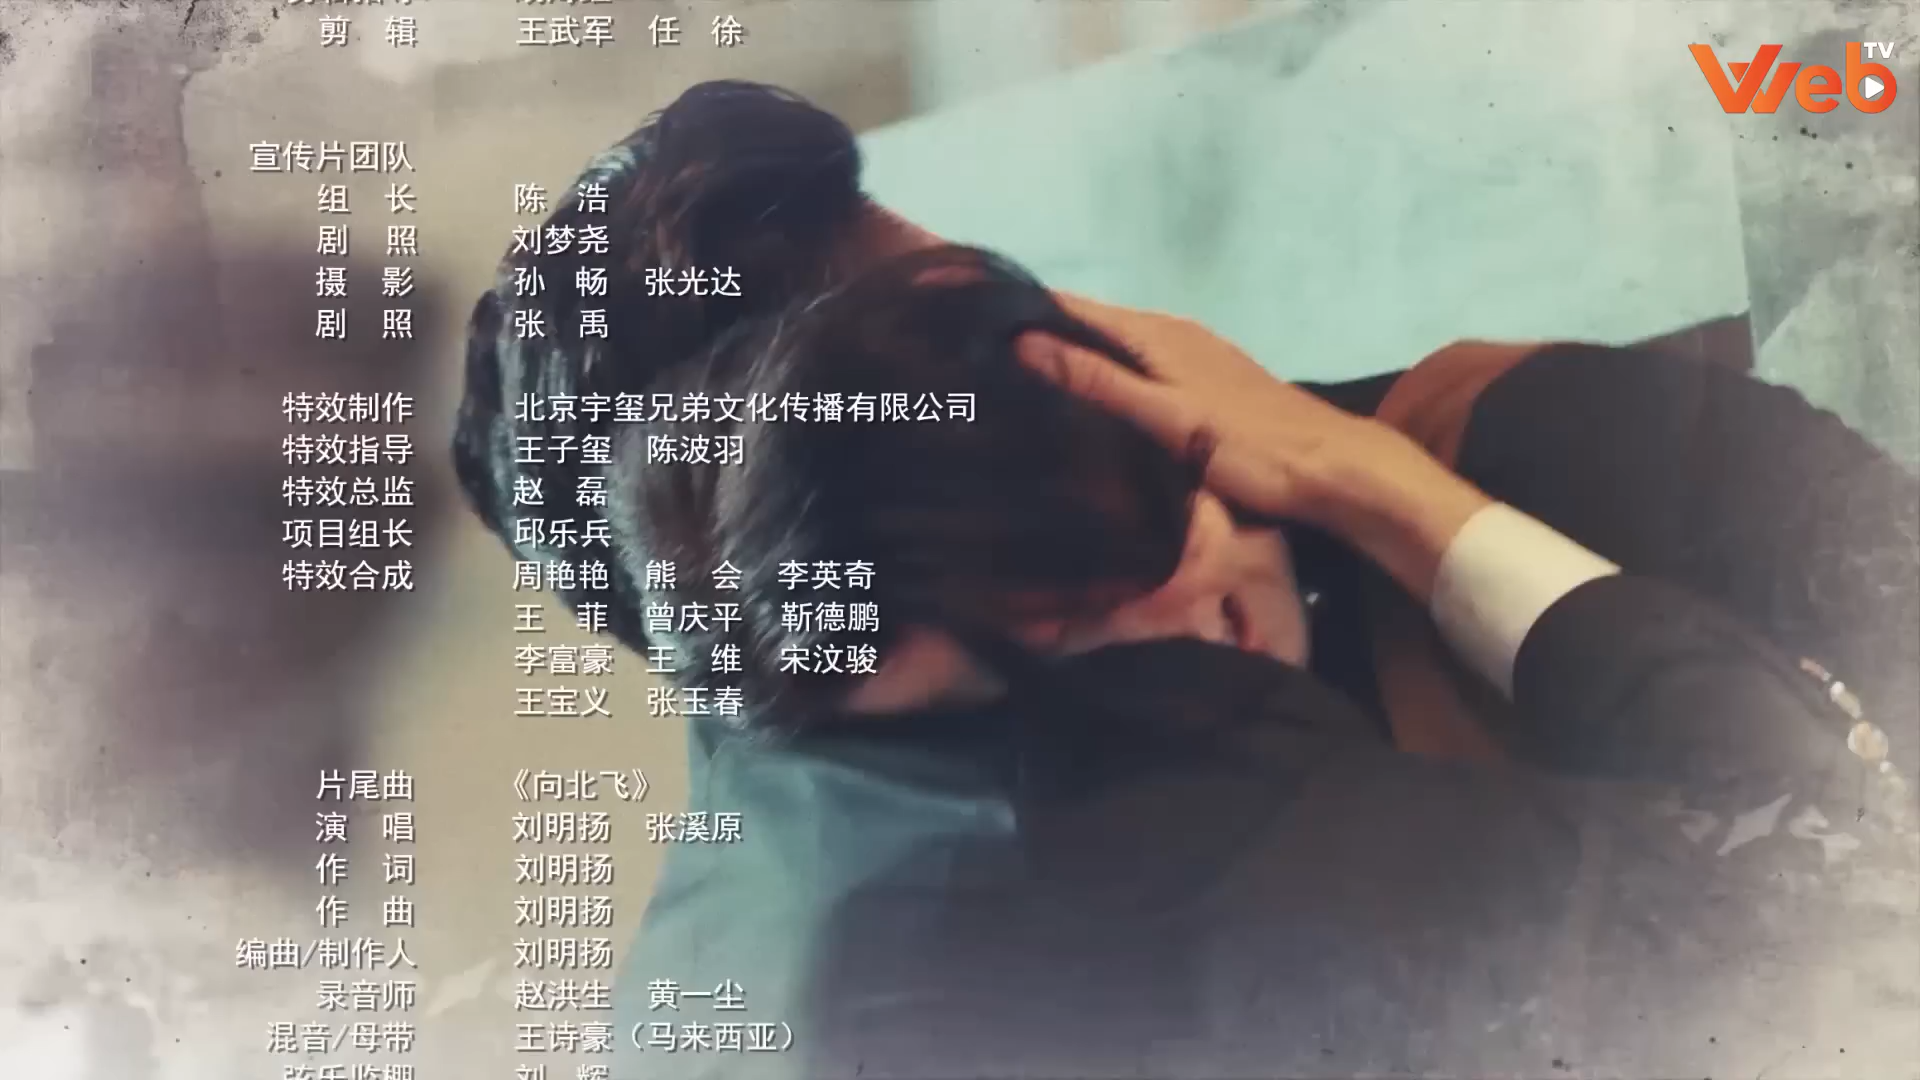 剪 辑 王武军 任 徐
宣传片团队
组 长 陈 浩
剧 照 刘梦尧
摄 影 孙 畅 张光达
剧 照 张 禹
特效制作 北京宇玺兄弟文化传播有限公司
特效指导 王子玺 陈波羽
特效总监 赵 磊
项目组长 邱乐兵
特效合成 周艳艳 熊 会 李英奇
王 菲 曾庆平 靳德鹏
李富豪 王 维 宋汶骏
王宝义 张玉春
片尾曲 《向北飞》
演 唱 刘明扬 张溪原
作 词 刘明扬
作 曲 刘明扬
编曲/制作人 刘明扬
录音师 赵洪生 黄一尘
混音/母带 王诗豪（马来西亚）
刘 辉
WebTV